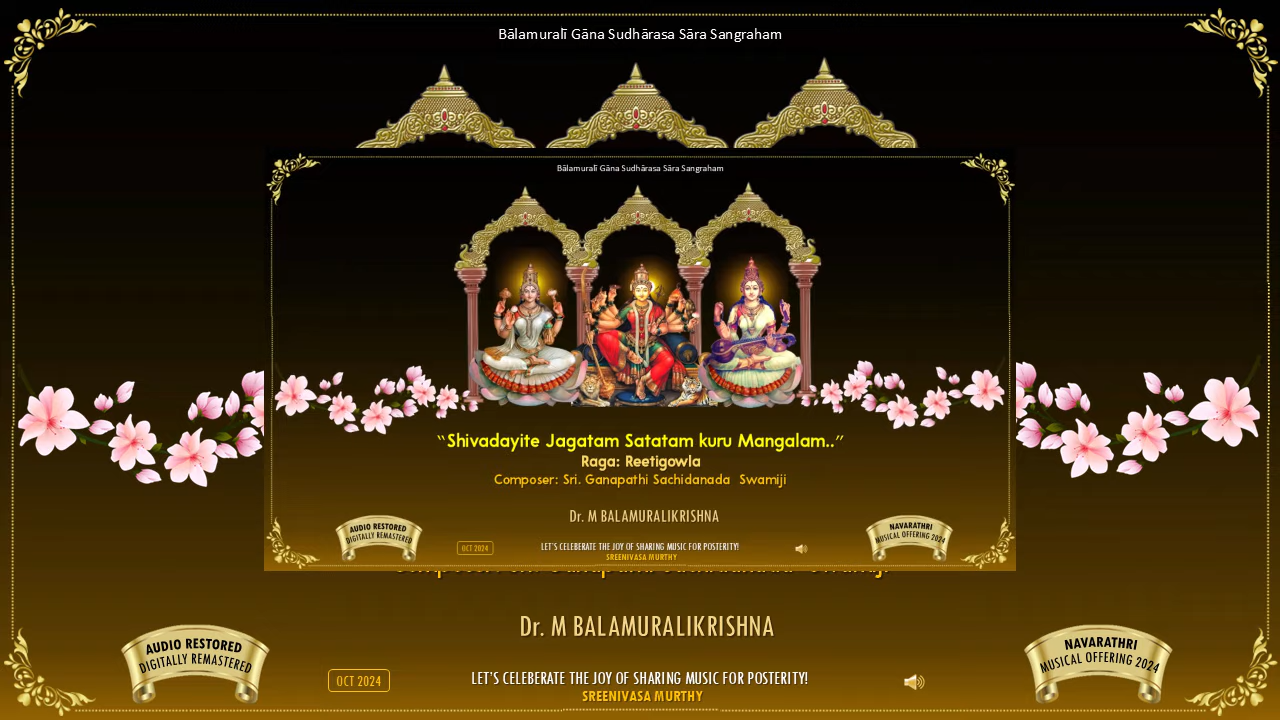 Bālamuralī Gāna Sudhārasa Sāra Sangraham
Bālamuralī Gāna Sudhārasa Sāra Sangraham
“Shivadayite Jagatam Satatam kuru Mangalam..”
Raga: Reetigowla
Composer: Sri. Ganapathi Sachidanada Swamiji
Dr. M BALAMURALIKRISHNA
AUDIO RESTORED
DIGITALLY REMASTERED
OCT 2024
LET'S CELEBERATE THE JOY OF SHARING MUSIC FOR POSTERITY!
SREENIVASA MURTHY
NAVARATHRI
MUSICAL OFFERING 2024
Dr. M BALAMURALIKRISHNA
AUDIO RESTORED
DIGITALLY REMASTERED
OCT 2024
LET'S CELEBERATE THE JOY OF SHARING MUSIC FOR POSTERITY!
SREENIVASA MURTHY
NAVARATHRI
MUSICAL OFFERING 2024